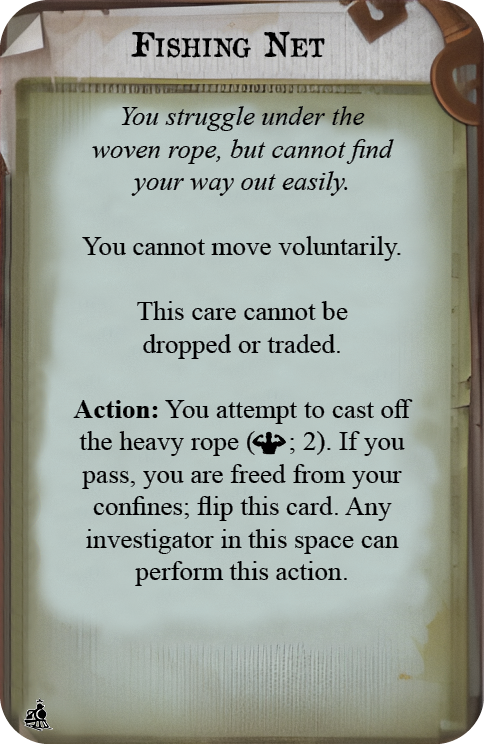 Fishing Net
You struggle under the
woven rope, but cannot find
your way out easily.
You cannot move voluntarily.
This care cannot be
dropped or traded.
Action: You attempt to cast off
the heavy rope ( ; 2). If you
pass, you are freed from your
confines; flip this card. Any
investigator in this space can
perform this action.